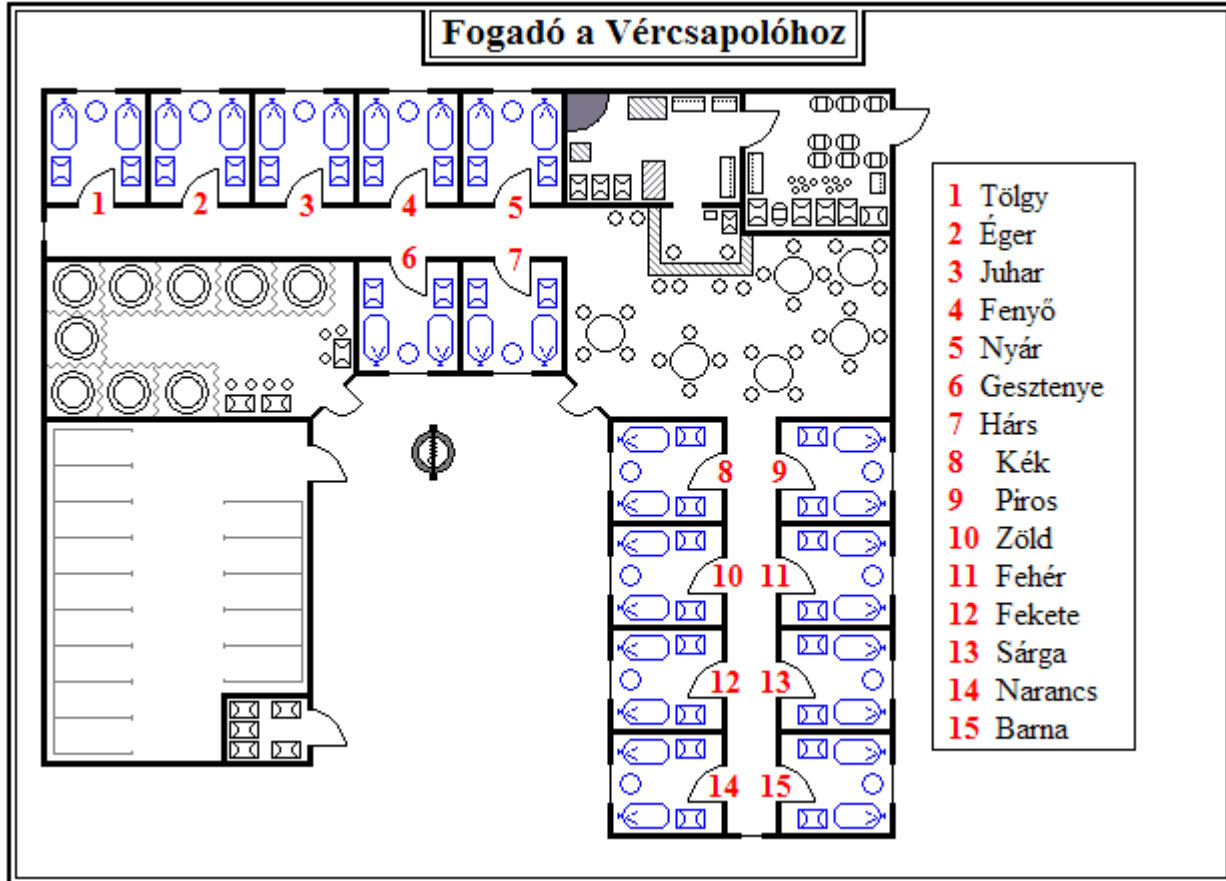 Fogadó a Vércsapolóhoz
1 2 3 4 5
6 7
8 9
10 11
12 13
14 15
1 Tölgy
2 Éger
3 Juhar
4 Fenyő
5 Nyár
6 Gesztenye
7 Hárs
8 Kék
9 Piros
10 Zöld
11 Fehér
12 Fekete
13 Sárga
14 Narancs
15 Barna